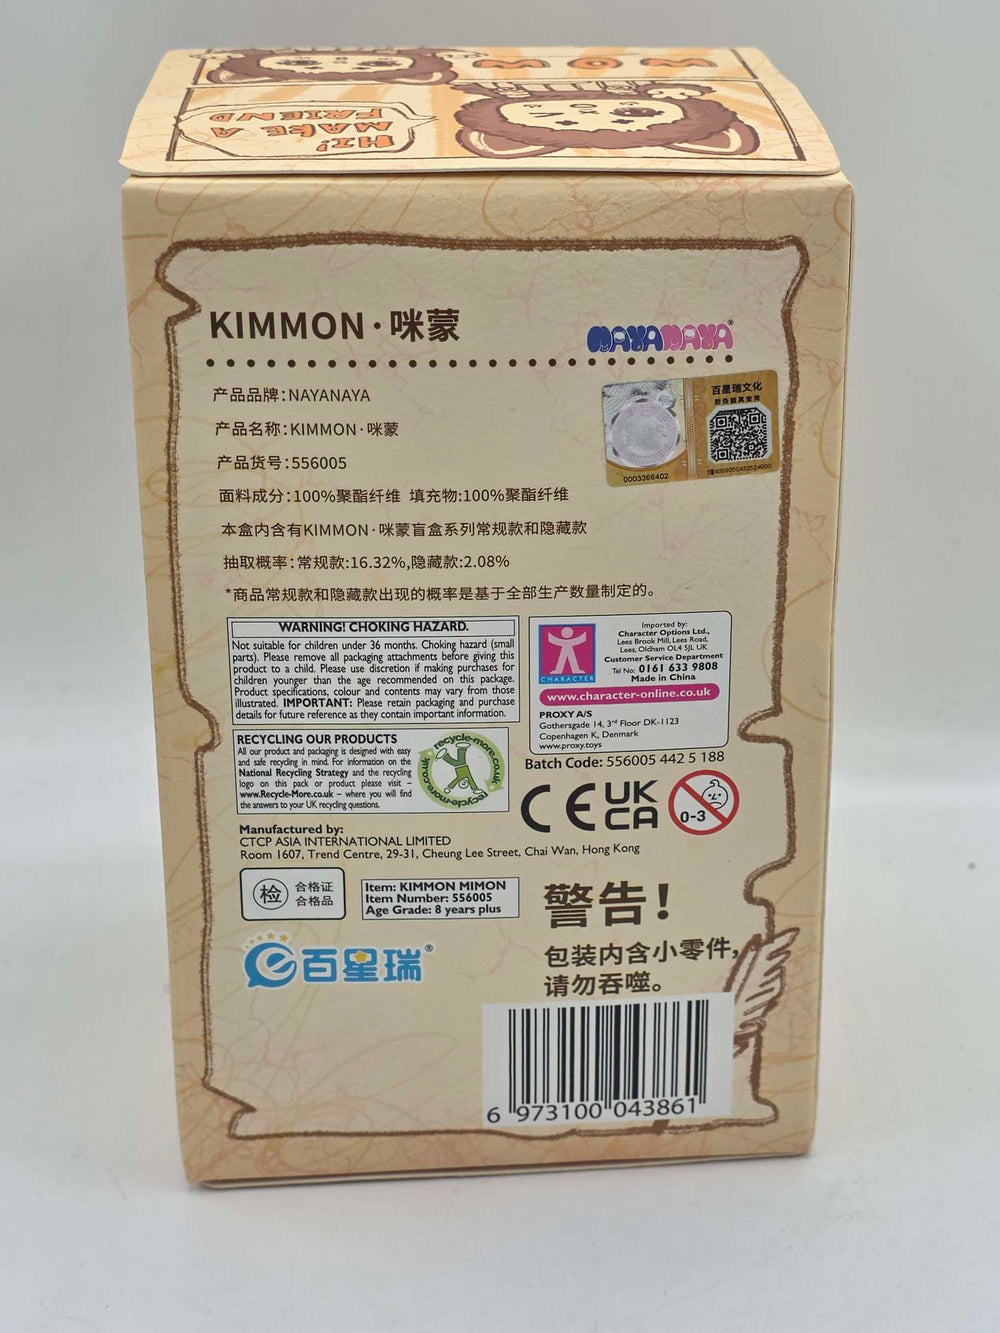 WOW
HI!
MAKE A
FRIEND
KIMMON·咪蒙
NAYANAYA®
产品品牌:NAYANAYA
产品名称:KIMMON·咪蒙
产品货号:556005
面料成分:100%聚酯纤维 填充物:100%聚酯纤维
本盒内含有KIMMON·咪蒙盲盒系列常规款和隐藏款
抽取概率:常规款:16.32%,隐藏款:2.08%
*商品常规款和隐藏款出现的概率是基于全部生产数量制定的。
百星瑞文化
0003366402
WARNING! CHOKING HAZARD.
Not suitable for children under 36 months. Choking hazard (small
parts). Please remove all packaging attachments before giving this
product to a child. Please use discretion if making purchases for
children younger than the age recommended on this package.
Product specifications, colour and contents may vary from those
illustrated. IMPORTANT: Please retain packaging and purchase
details for future reference as they contain important information.
CHARACTER
Imported by:
Character Options Ltd.,
Lees Brook Mill, Lees Road,
Lees, Oldham OL4 5JL UK
Customer Service Department
Tel No: 0161 633 9808
Made in China
www.character-online.co.uk
PROXY A/S
Gothersgade 14, 3rd Floor DK-1123
Copenhagen K, Denmark
www.proxy.toys
RECYCLING OUR PRODUCTS
All our product and packaging is designed with easy
and safe recycling in mind. For information on the
National Recycling Strategy and the recycling
logo on this pack or product please visit -
www.Recycle-More.co.uk – where you will find
the answers to your UK recycling questions.
recycle-more.co.uk
recycle-more.co.uk
Batch Code: 556005 442 5 188
CE UK
CA
0-3
Manufactured by:
CTCP ASIA INTERNATIONAL LIMITED
Room 1607, Trend Centre, 29-31, Cheung Lee Street, Chai Wan, Hong Kong
检 合格证
合格品
Item: KIMMON MIMON
Item Number: 556005
Age Grade: 8 years plus
警告!
包装内含小零件,
请勿吞噬。
百星瑞®
6 973100 043861